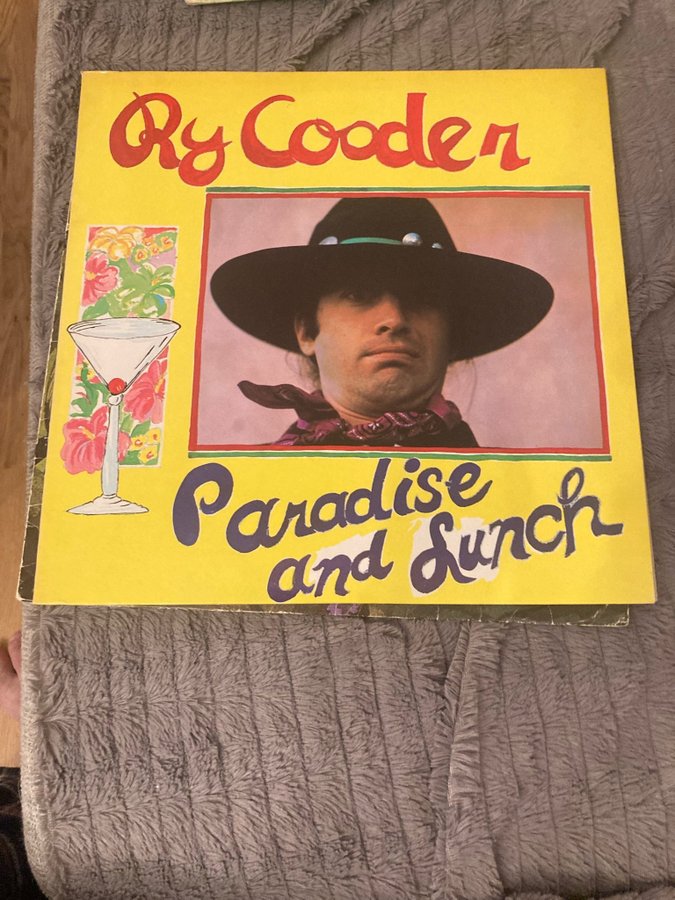 Ry Cooder
Paradise
and Lunch